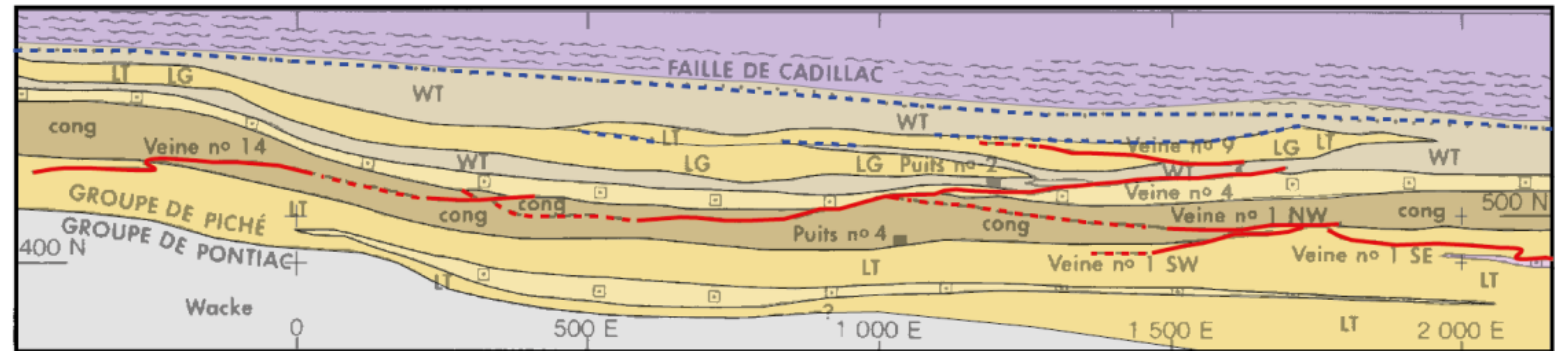 FAILLE DE CADILLAC
LT
LG
WT
WT
LT
Veine nº 9
LG
LT
cong
Veine nº 14
WT
LG
LG
Puits nº 2
WT
WT
Veine nº 4
GROUPE DE PICHÉ
LT
cong
cong
Veine nº 1 NW
cong
500 N
GROUPE DE PONTIAC
Puits nº 4
cong
400 N
LT
Veine nº 1 SW
Veine nº 1 SE
LT
LT
Wacke
?
0
500 E
1 000 E
1 500 E
LT
2 000 E